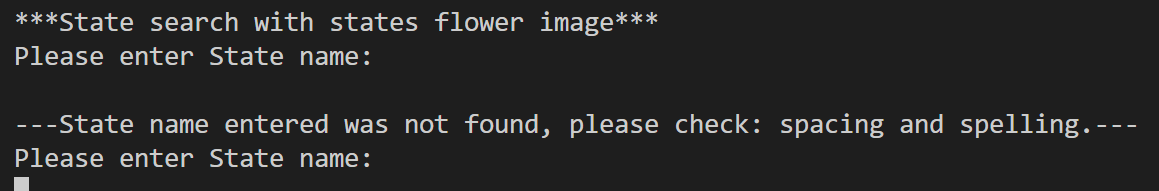 ***State search with states flower image***
Please enter State name:
---State name entered was not found, please check: spacing and spelling.---
Please enter State name: